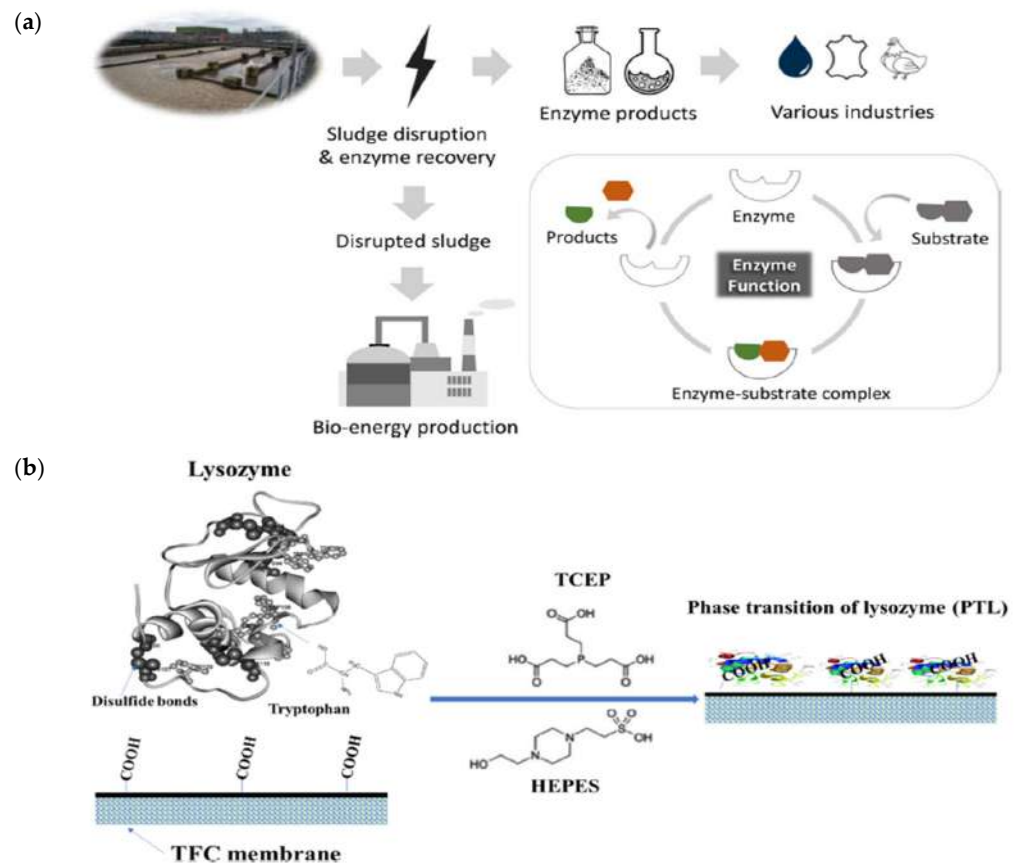 (a)
Sludge disruption
& enzyme recovery
Enzyme products
Various industries
Disrupted sludge
Bio-energy production
Enzyme
Products
Substrate
Enzyme
Function
Enzyme-substrate complex
(b)
Lysozyme
Disulfide bonds
Tryptophan
COOH
COOH
COOH
TFC membrane
TCEP
O
OH
HO
O
P
O
OH
O
O
S
OH
N
N
HO
HEPES
Phase transition of lysozyme (PTL)
COOH
COOH
COOH